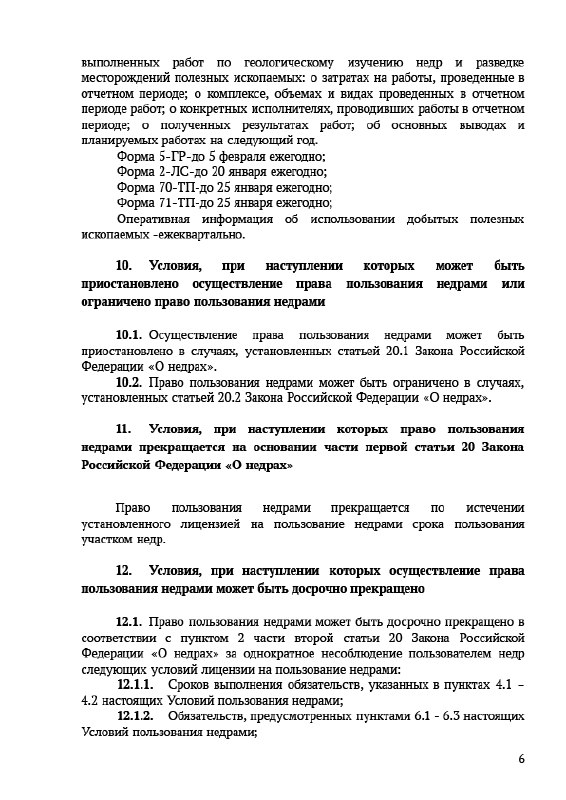 выполненных работ по геологическому изучению недр и разведке
месторождений полезных ископаемых: о затратах на работы, проведенные в
отчетном периоде; о комплексе, объемах и видах проведенных в отчетном
периоде работ; о конкретных исполнителях, проводивших работы в отчетном
периоде; о полученных результатах работ; об основных выводах и
планируемых работах на следующий год.
Форма 5-ГР-до 5 февраля ежегодно;
Форма 2-ЛС-до 20 января ежегодно;
Форма 70-ТП-до 25 января ежегодно;
Форма 71-ТП-до 25 января ежегодно;
Оперативная информация об использовании добытых полезных
ископаемых -ежеквартально.
10. Условия, при наступлении которых может быть
приостановлено осуществление права пользования недрами или
ограничено право пользования недрами
10.1. Осуществление права пользования недрами может быть
приостановлено в случаях, установленных статьей 20.1 Закона Российской
Федерации «О недрах».
10.2. Право пользования недрами может быть ограничено в случаях,
установленных статьей 20.2 Закона Российской Федерации «О недрах».
11. Условия, при наступлении которых право пользования
недрами прекращается на основании части первой статьи 20 Закона
Российской Федерации «О недрах»
Право пользования недрами прекращается по истечении
установленного лицензией на пользование недрами срока пользования
участком недр.
12. Условия, при наступлении которых осуществление права
пользования недрами может быть досрочно прекращено
12.1. Право пользования недрами может быть досрочно прекращено в
соответствии с пунктом 2 части второй статьи 20 Закона Российской
Федерации «О недрах» за однократное несоблюдение пользователем недр
следующих условий лицензии на пользование недрами:
12.1.1. Сроков выполнения обязательств, указанных в пунктах 4.1 –
4.2 настоящих Условий пользования недрами;
12.1.2. Обязательств, предусмотренных пунктами 6.1 - 6.3 настоящих
Условий пользования недрами;
6